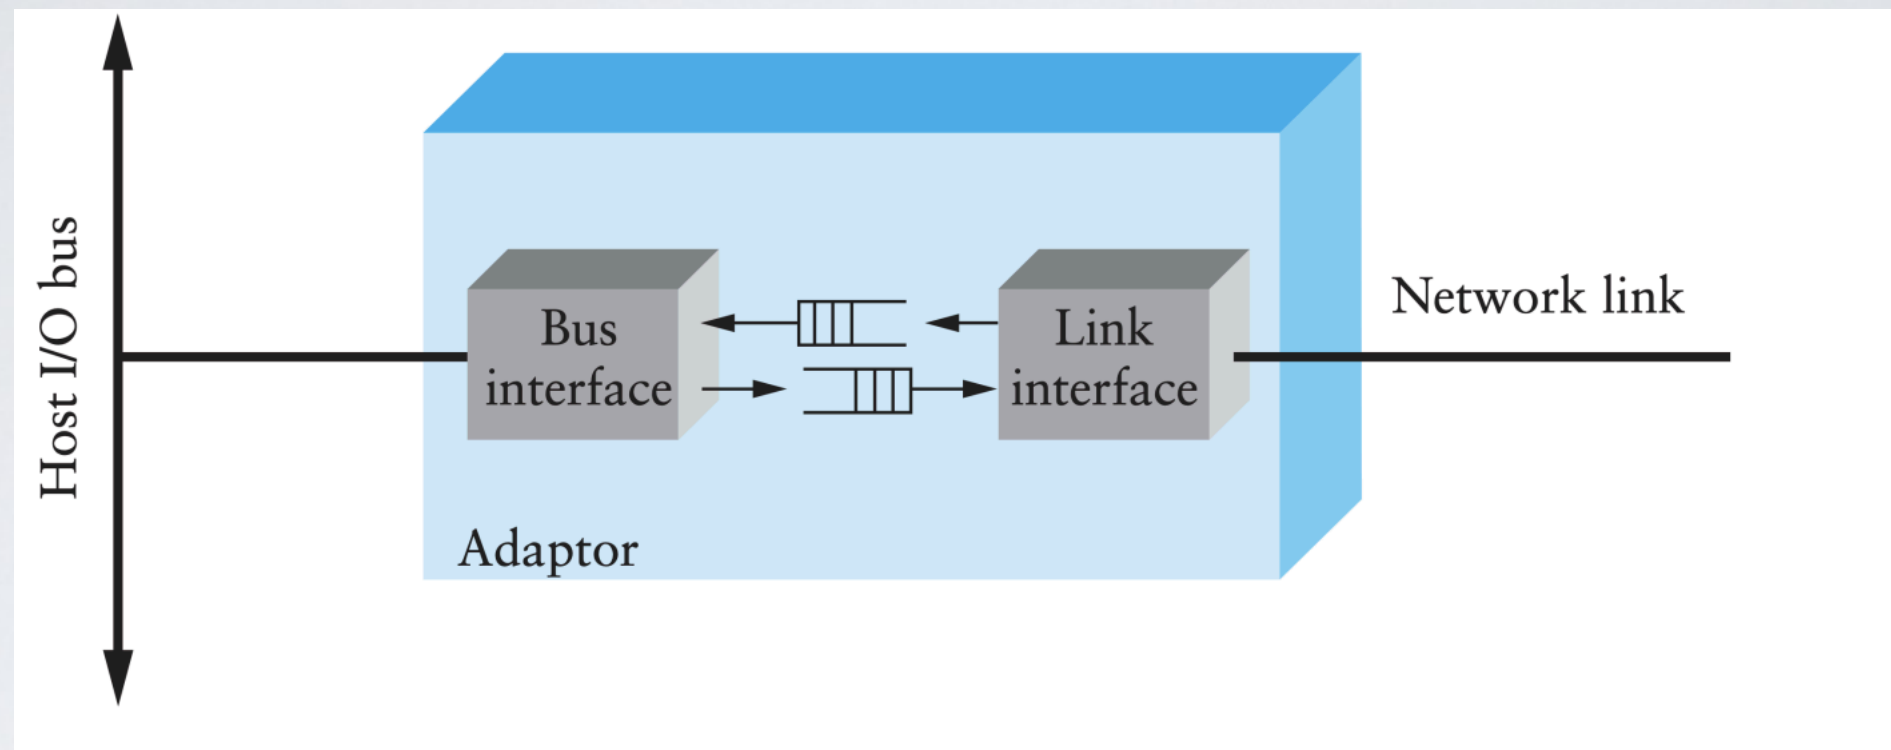 Host I/O bus
Bus
interface
Link
interface
Network link
Adaptor